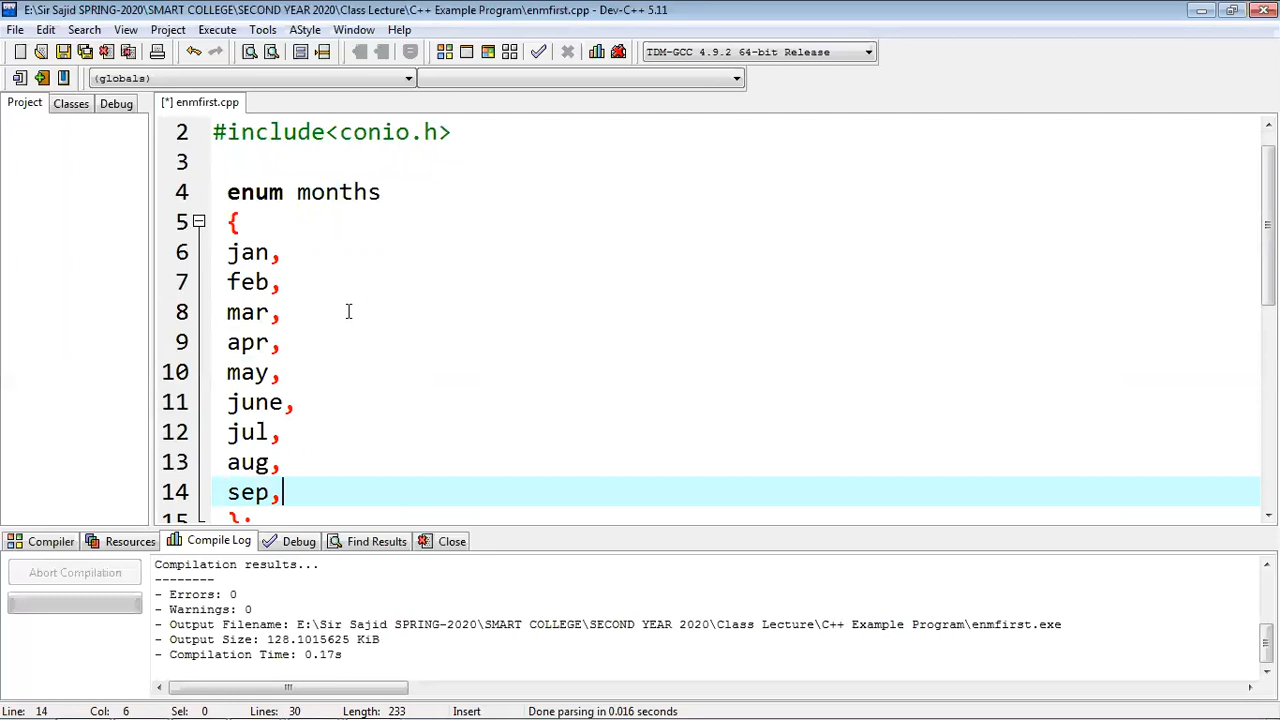 E:\Sir Sajid SPRING-2020\SMART COLLEGE\SECOND YEAR 2020\Class Lecture\C++ Example Program\enmfirst.cpp - Dev-C++ 5.11
File Edit Search View Project Execute Tools AStyle Window Help
TDM-GCC 4.9.2 64-bit Release
(globals)
Project Classes Debug [*] enmfirst.cpp
2 #include<conio.h>
3
4 enum months
5 {
6 jan,
7 feb,
8 mar,
9 apr,
10 may,
11 june,
12 jul,
13 aug,
14 sep,
15 };
Compiler Resources Compile Log Debug Find Results Close
Abort Compilation
Compilation results...
--------
- Errors: 0
- Warnings: 0
- Output Filename: E:\Sir Sajid SPRING-2020\SMART COLLEGE\SECOND YEAR 2020\Class Lecture\C++ Example Program\enmfirst.exe
- Output Size: 128.1015625 KiB
- Compilation Time: 0.17s
Line: 14 Col: 6 Sel: 0 Lines: 30 Length: 233 Insert Done parsing in 0.016 seconds